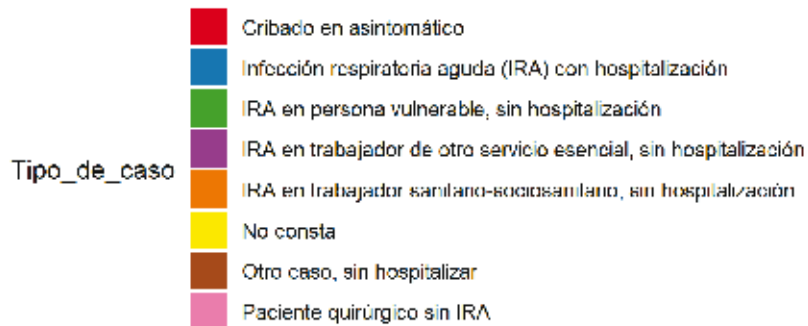 Cribado en asintomático
Infección respiratoria aguda (IRA) con hospitalización
IRA en persona vulnerable, sin hospitalización
IRA en trabajador de otro servicio esencial, sin hospitalización
Tipo_de_caso
IRA en trabajador sanitario-sociosanitario, sin hospitalización
No consta
Otro caso, sin hospitalizar
Paciente quirúrgico sin IRA